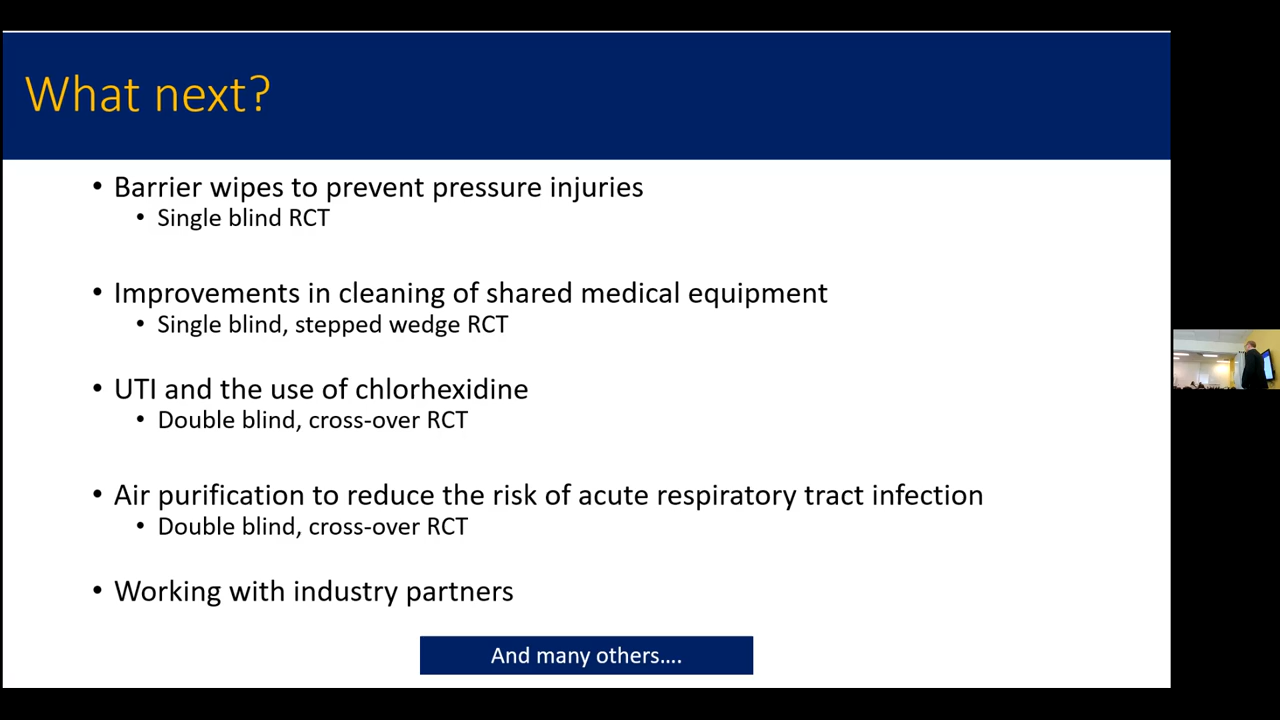 What next?
• Barrier wipes to prevent pressure injuries
• Single blind RCT
• Improvements in cleaning of shared medical equipment
• Single blind, stepped wedge RCT
• UTI and the use of chlorhexidine
• Double blind, cross-over RCT
• Air purification to reduce the risk of acute respiratory tract infection
• Double blind, cross-over RCT
• Working with industry partners
And many others....